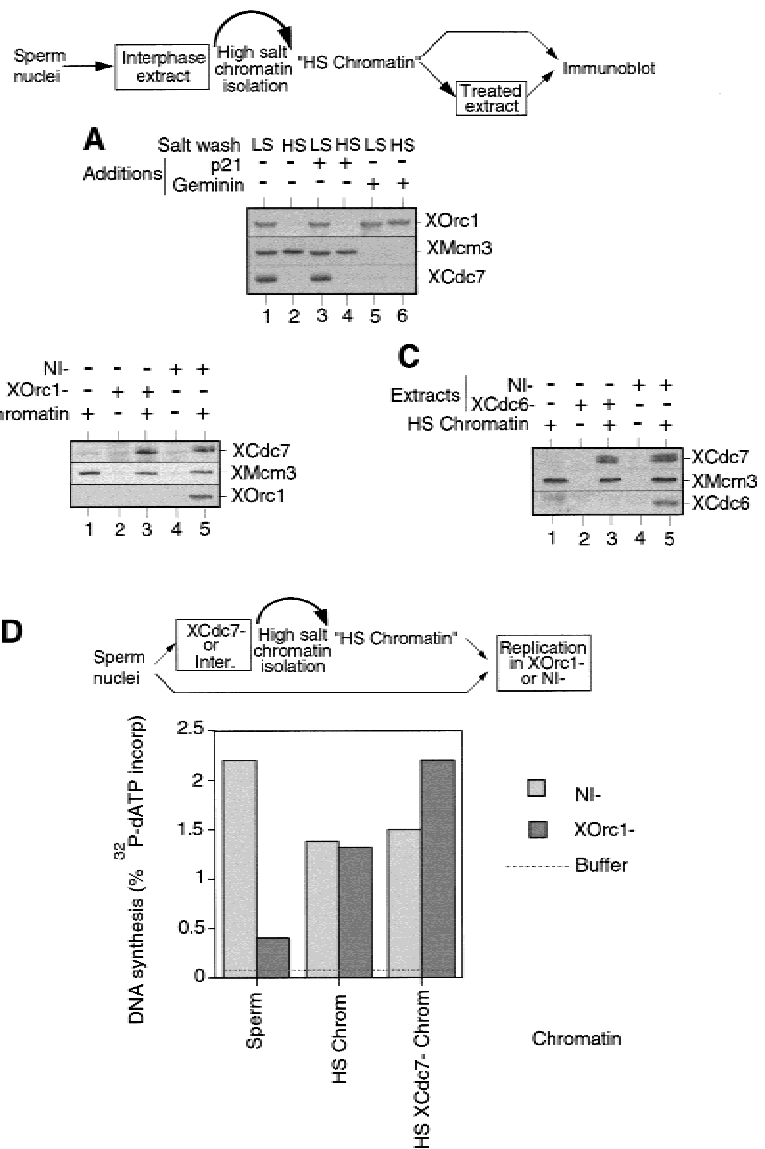 Sperm nuclei
Interphase extract
High salt chromatin isolation
"HS Chromatin"
Treated extract
Immunoblot
A
Salt wash LS HS LS HS LS HS
Additions
p21 - - + + - -
Geminin - - - - + +
XOrc1
XMcm3
XCdc7
1 2 3 4 5 6
NI- - - - + +
XOrc1- - + + - -
hromatin + - + - +
XCdc7
XMcm3
XOrc1
1 2 3 4 5
C
Extracts
NI- - - - + +
XCdc6- - + + - -
HS Chromatin + - + - +
XCdc7
XMcm3
XCdc6
1 2 3 4 5
D
Sperm nuclei
XCdc7- or Inter.
High salt chromatin isolation
"HS Chromatin"
Replication in XOrc1- or NI-
DNA synthesis (% 32P-dATP incorp)
2.5
2
1.5
1
0.5
0
Sperm
HS Chrom
HS XCdc7- Chrom
Chromatin
NI-
XOrc1-
Buffer